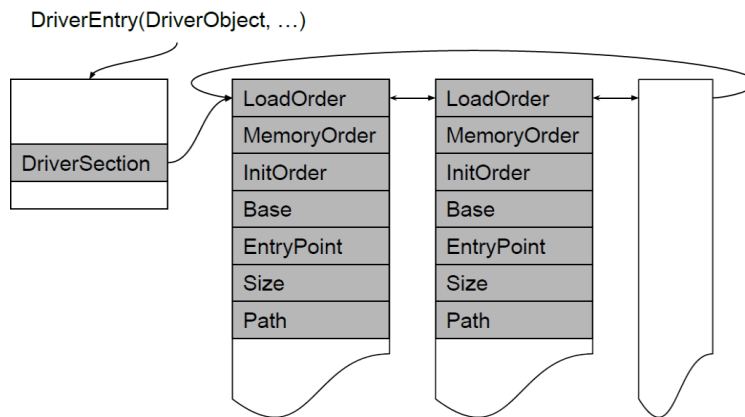 DriverEntry(DriverObject, …)
DriverSection
LoadOrder
MemoryOrder
InitOrder
Base
EntryPoint
Size
Path
LoadOrder
MemoryOrder
InitOrder
Base
EntryPoint
Size
Path